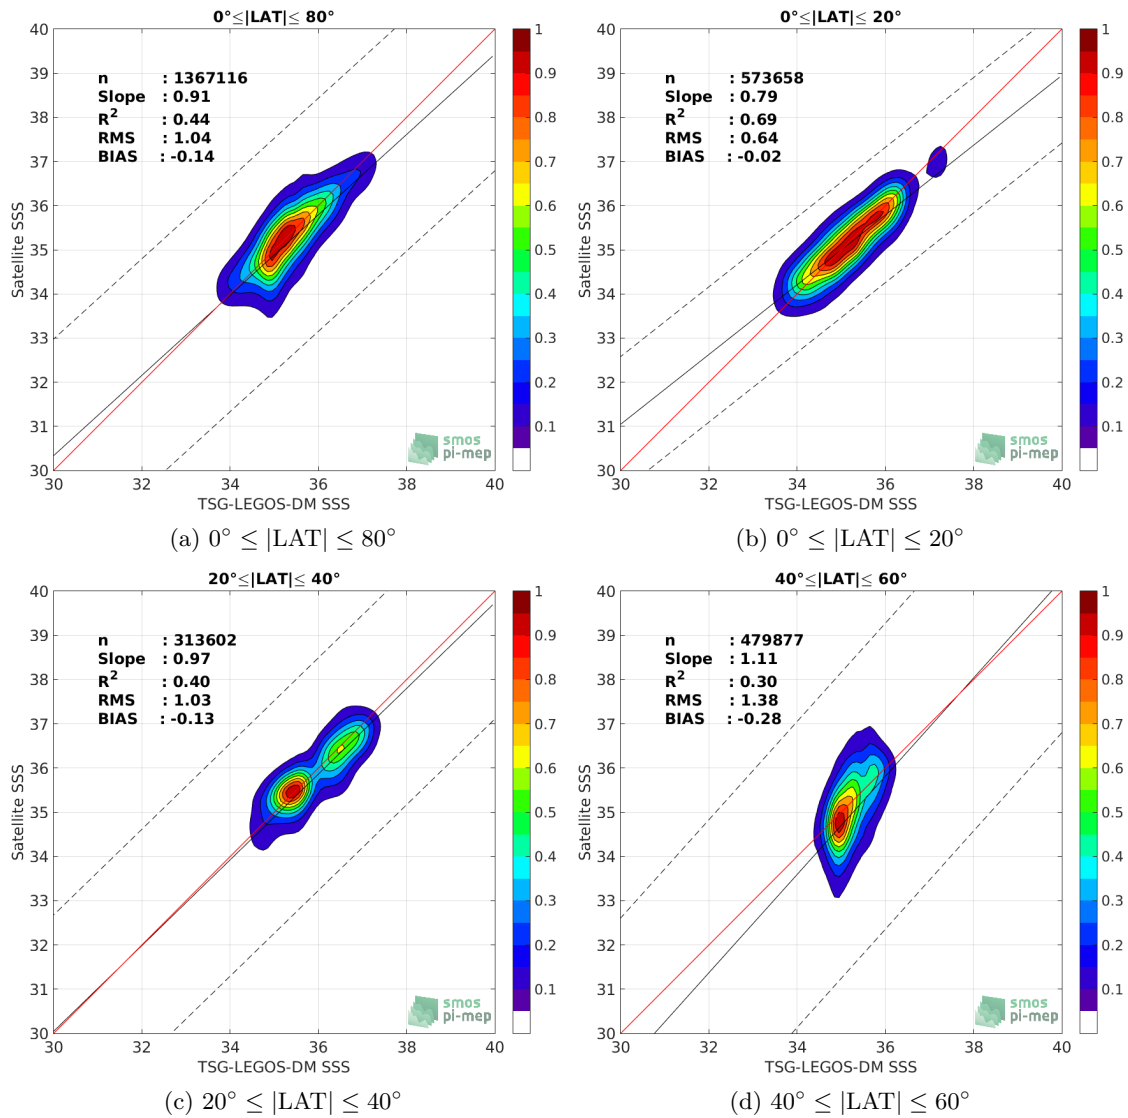 0°≤|LAT|≤ 80°
n : 1367116
Slope : 0.91
R² : 0.44
RMS : 1.04
BIAS : -0.14
40
39
38
37
36
35
34
33
32
31
30
Satellite SSS
30 32 34 36 38 40
TSG-LEGOS-DM SSS
smos
pi-mep
1
0.9
0.8
0.7
0.6
0.5
0.4
0.3
0.2
0.1
(a) 0° ≤ |LAT| ≤ 80°
0°≤|LAT|≤ 20°
n : 573658
Slope : 0.79
R² : 0.69
RMS : 0.64
BIAS : -0.02
40
39
38
37
36
35
34
33
32
31
30
Satellite SSS
30 32 34 36 38 40
TSG-LEGOS-DM SSS
smos
pi-mep
1
0.9
0.8
0.7
0.6
0.5
0.4
0.3
0.2
0.1
(b) 0° ≤ |LAT| ≤ 20°
20°≤|LAT|≤ 40°
n : 313602
Slope : 0.97
R² : 0.40
RMS : 1.03
BIAS : -0.13
40
39
38
37
36
35
34
33
32
31
30
Satellite SSS
30 32 34 36 38 40
TSG-LEGOS-DM SSS
smos
pi-mep
1
0.9
0.8
0.7
0.6
0.5
0.4
0.3
0.2
0.1
(c) 20° ≤ |LAT| ≤ 40°
40°≤|LAT|≤ 60°
n : 479877
Slope : 1.11
R² : 0.30
RMS : 1.38
BIAS : -0.28
40
39
38
37
36
35
34
33
32
31
30
Satellite SSS
30 32 34 36 38 40
TSG-LEGOS-DM SSS
smos
pi-mep
1
0.9
0.8
0.7
0.6
0.5
0.4
0.3
0.2
0.1
(d) 40° ≤ |LAT| ≤ 60°